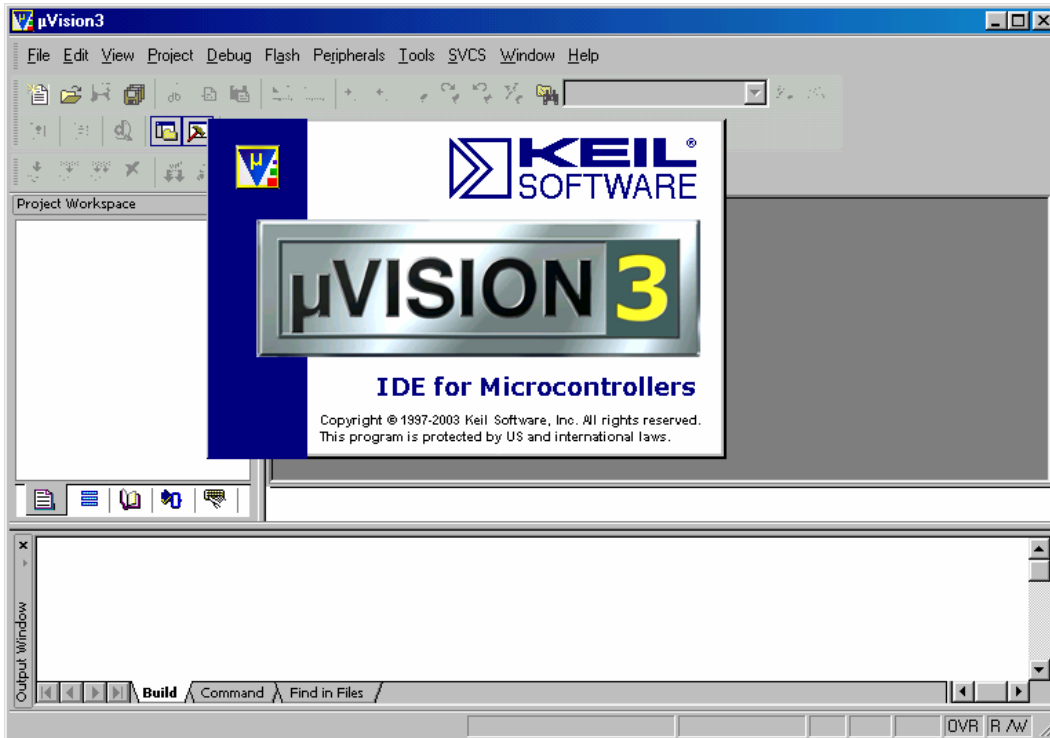 µVision3
File Edit View Project Debug Flash Peripherals Tools SVCS Window Help
Project Workspace
µ
KEIL®
SOFTWARE
µVISION 3
IDE for Microcontrollers
Copyright © 1997-2003 Keil Software, Inc. All rights reserved.
This program is protected by US and international laws.
Output Window
Build Command Find in Files
OVR R/W